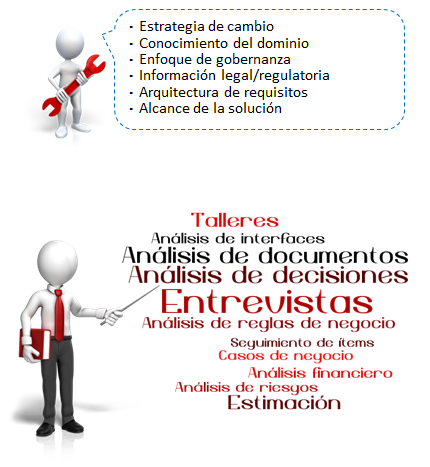 - Estrategia de cambio
- Conocimiento del dominio
- Enfoque de gobernanza
- Información legal/regulatoria
- Arquitectura de requisitos
- Alcance de la solución
Talleres
Análisis de interfaces
Análisis de documentos
Análisis de decisiones
Entrevistas
Análisis de reglas de negocio
Seguimiento de ítems
Casos de negocio
Análisis financiero
Análisis de riesgos
Estimación